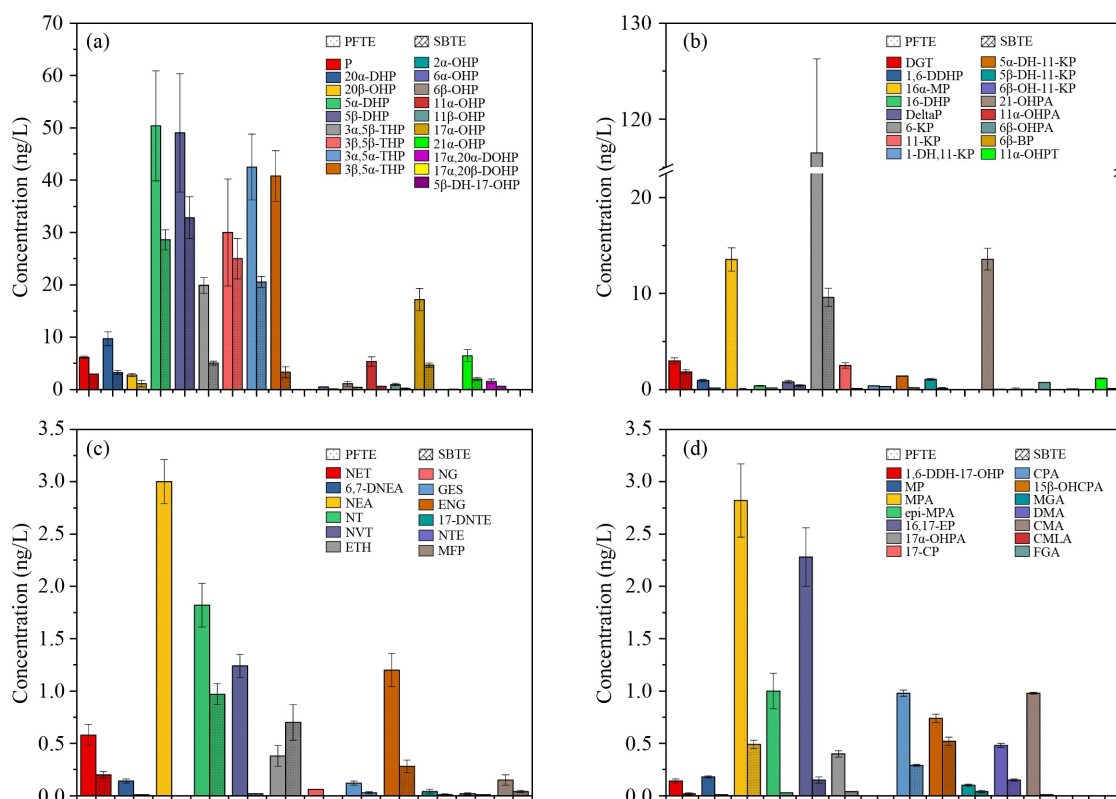 (a)
Concentration (ng/L)
70
60
50
40
30
20
10
0
PFTE
SBTE
P
20α-DHP
20β-OHP
5α-DHP
5β-DHP
3α,5β-THP
3β,5β-THP
3α,5α-THP
3β,5α-THP
2α-OHP
6α-OHP
6β-OHP
11α-OHP
11β-OHP
17α-OHP
21α-OHP
17α,20α-DOHP
17α,20β-DOHP
5β-DH-17-OHP
(b)
Concentration (ng/L)
130
120
20
10
0
PFTE
SBTE
DGT
1,6-DDHP
16α-MP
16-DHP
DeltaP
6-KP
11-KP
1-DH,11-KP
5α-DH-11-KP
5β-DH-11-KP
6β-OH-11-KP
21-OHPA
11α-OHPA
6β-OHPA
6β-BP
11α-OHPT
(c)
Concentration (ng/L)
3.5
3.0
2.5
2.0
1.5
1.0
0.5
0.0
PFTE
SBTE
NET
6,7-DNEA
NEA
NT
NVT
ETH
NG
GES
ENG
17-DNTE
NTE
MFP
(d)
Concentration (ng/L)
3.5
3.0
2.5
2.0
1.5
1.0
0.5
0.0
PFTE
SBTE
1,6-DDH-17-OHP
MP
MPA
epi-MPA
16,17-EP
17α-OHPA
17-CP
CPA
15β-OHCPA
MGA
DMA
CMA
CMLA
FGA